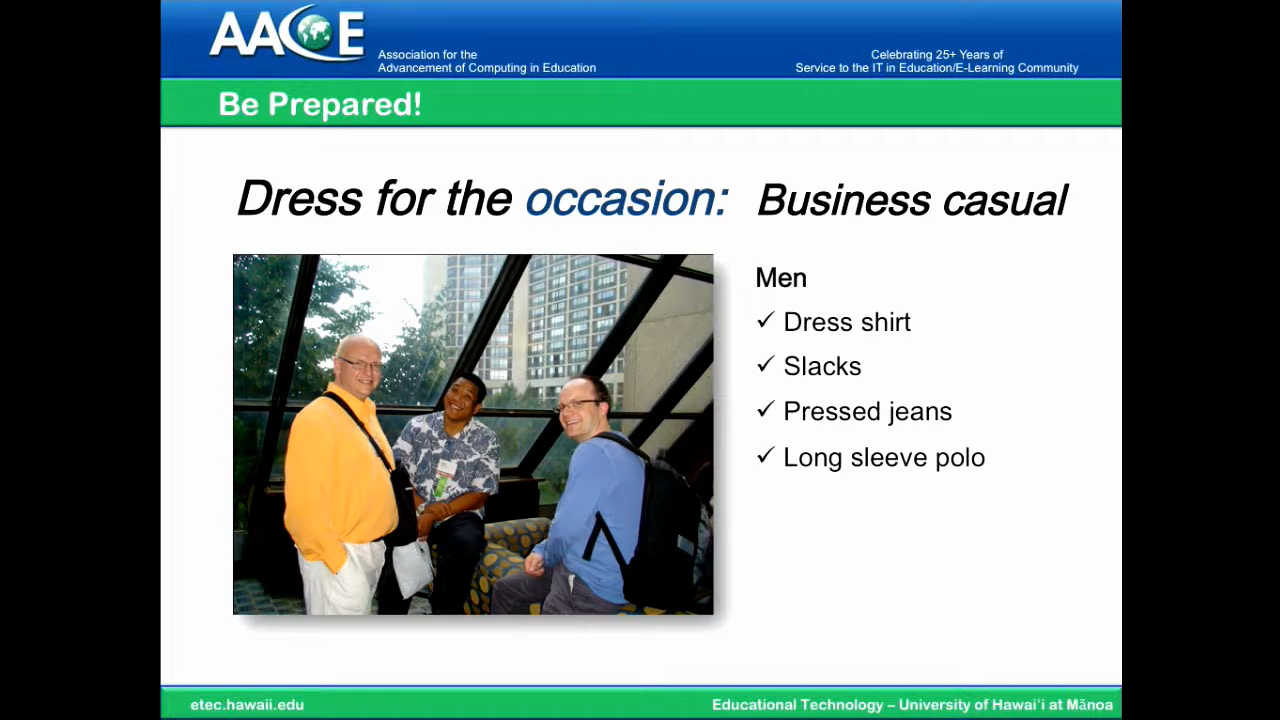 AACE
Association for the
Advancement of Computing in Education
Celebrating 25+ Years of
Service to the IT in Education/E-Learning Community
Be Prepared!
Dress for the occasion: Business casual
Men
✓ Dress shirt
✓ Slacks
✓ Pressed jeans
✓ Long sleeve polo
etec.hawaii.edu
Educational Technology – University of Hawaiʻi at Mānoa